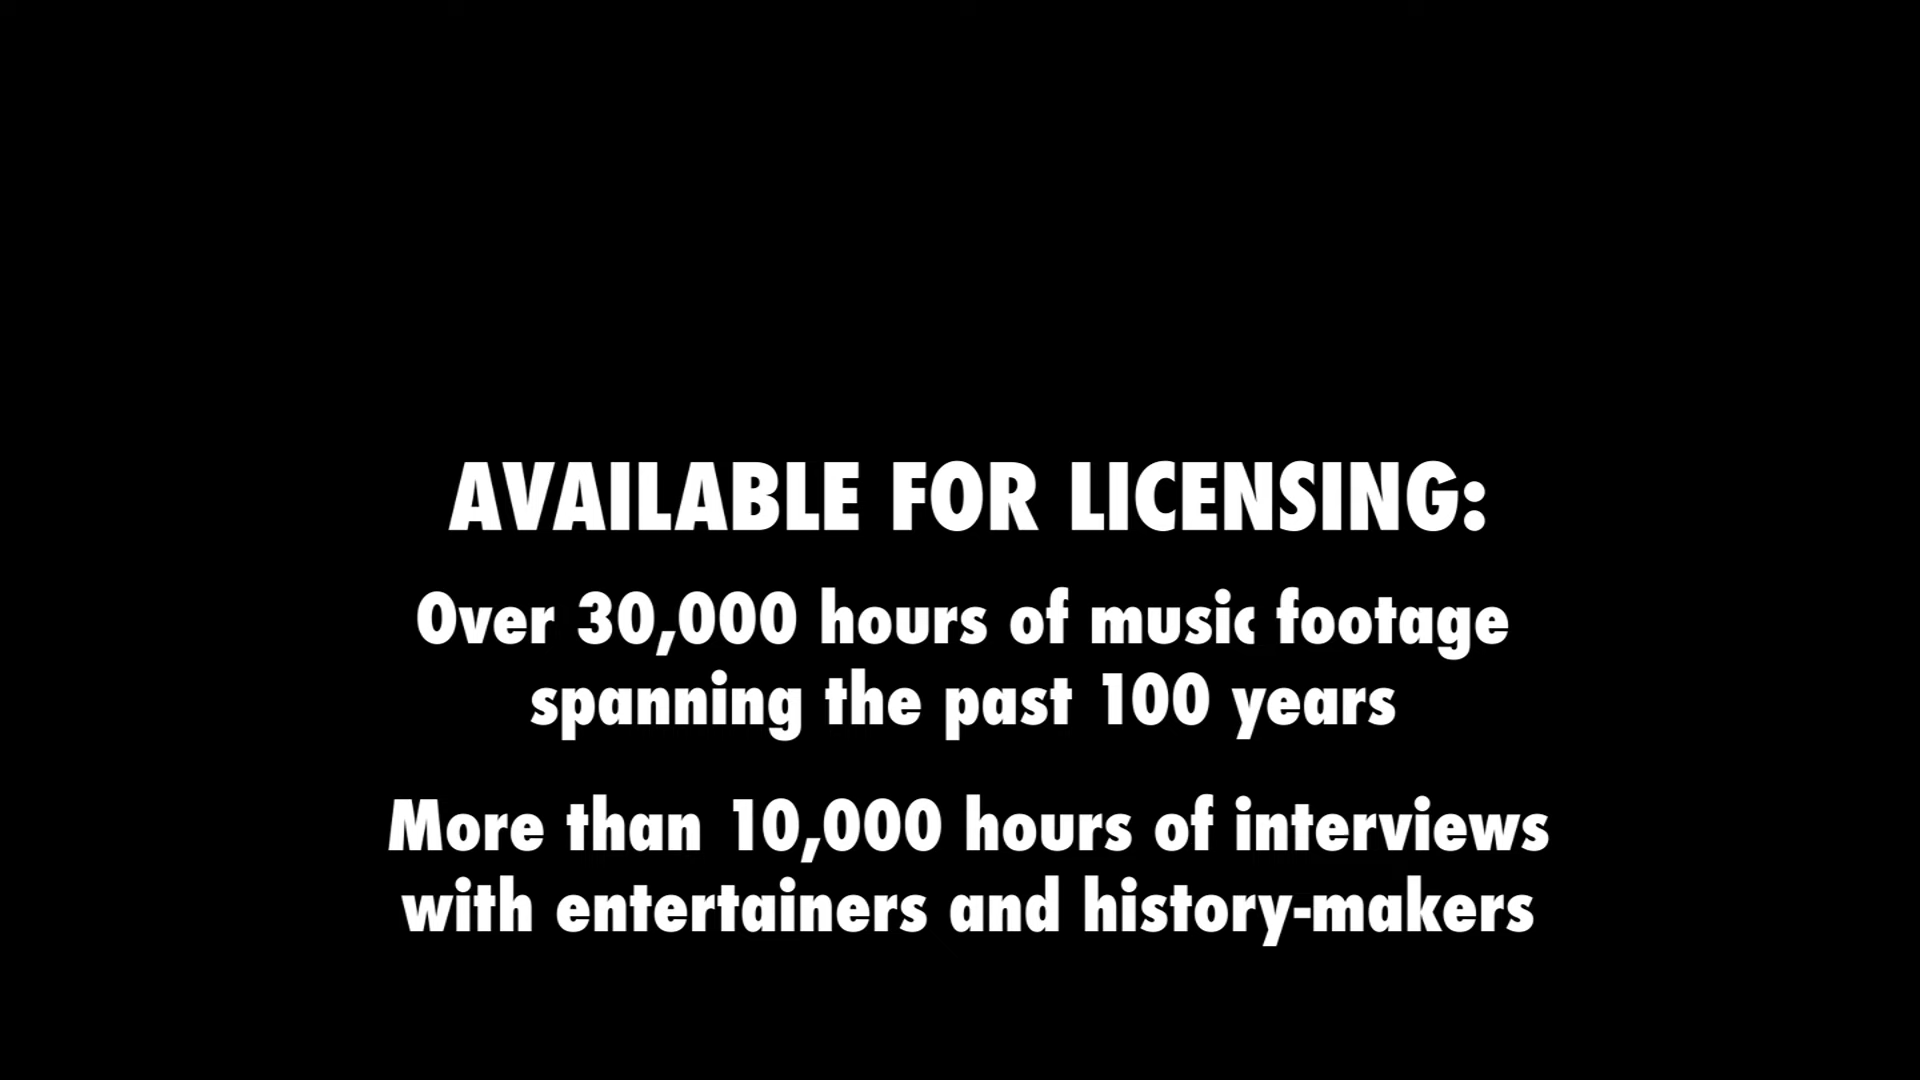 AVAILABLE FOR LICENSING:
Over 30,000 hours of music footage
spanning the past 100 years
More than 10,000 hours of interviews
with entertainers and history-makers